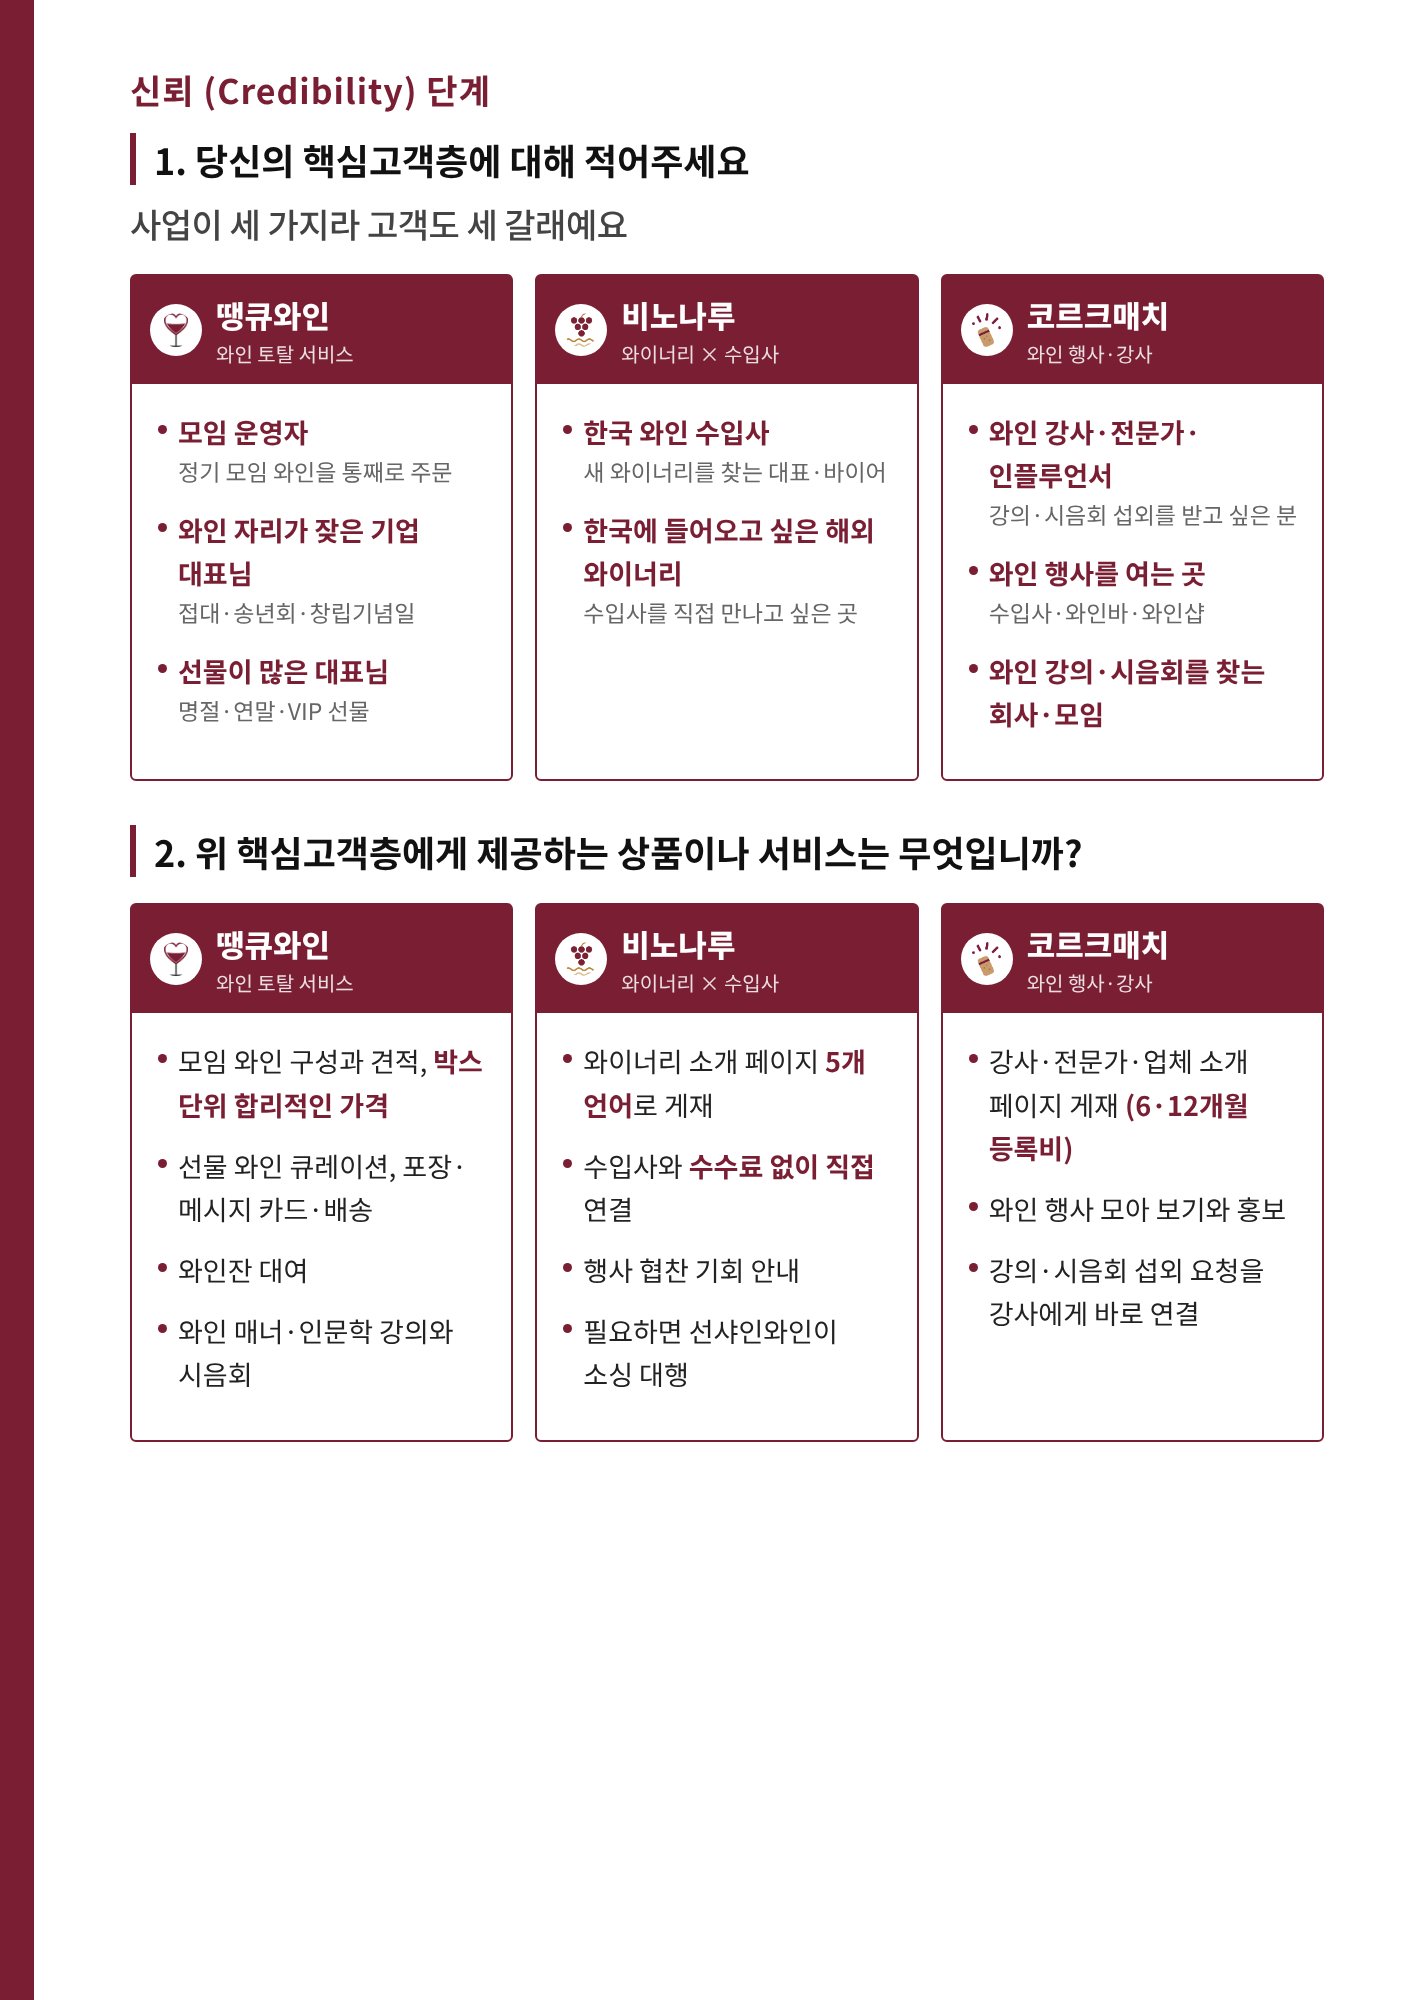 신뢰 (Credibility) 단계
1. 당신의 핵심고객층에 대해 적어주세요
사업이 세 가지라 고객도 세 갈래예요
땡큐와인
와인 토탈 서비스
• 모임 운영자
정기 모임 와인을 통째로 주문
• 와인 자리가 잦은 기업
대표님
접대·송년회·창립기념일
• 선물이 많은 대표님
명절·연말·VIP 선물
비노나루
와이너리 × 수입사
• 한국 와인 수입사
새 와이너리를 찾는 대표·바이어
• 한국에 들어오고 싶은 해외
와이너리
수입사를 직접 만나고 싶은 곳
코르크매치
와인 행사·강사
• 와인 강사·전문가·
인플루언서
강의·시음회 섭외를 받고 싶은 분
• 와인 행사를 여는 곳
수입사·와인바·와인샵
• 와인 강의·시음회를 찾는
회사·모임
2. 위 핵심고객층에게 제공하는 상품이나 서비스는 무엇입니까?
땡큐와인
와인 토탈 서비스
• 모임 와인 구성과 견적, 박스
단위 합리적인 가격
• 선물 와인 큐레이션, 포장·
메시지 카드·배송
• 와인잔 대여
• 와인 매너·인문학 강의와
시음회
비노나루
와이너리 × 수입사
• 와이너리 소개 페이지 5개
언어로 게재
• 수입사와 수수료 없이 직접
연결
• 행사 협찬 기회 안내
• 필요하면 선샤인와인이
소싱 대행
코르크매치
와인 행사·강사
• 강사·전문가·업체 소개
페이지 게재 (6·12개월
등록비)
• 와인 행사 모아 보기와 홍보
• 강의·시음회 섭외 요청을
강사에게 바로 연결